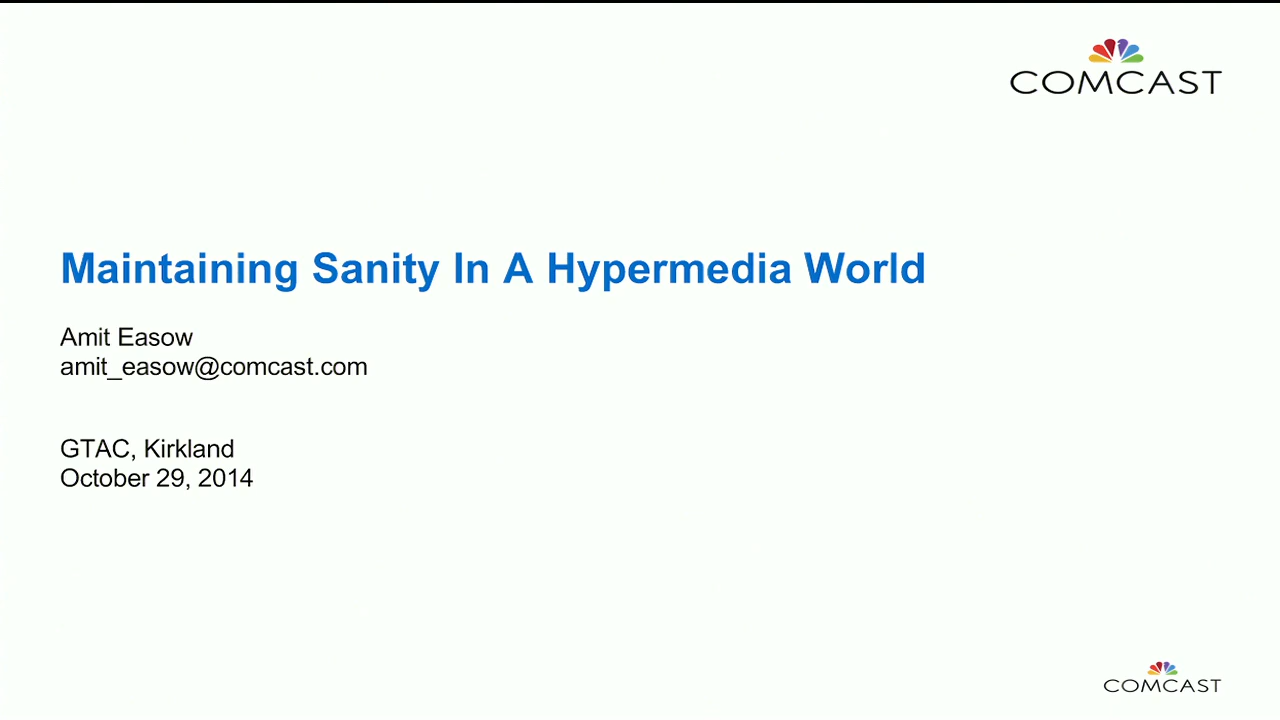 COMCAST
Maintaining Sanity In A Hypermedia World
Amit Easow
amit_easow@comcast.com
GTAC, Kirkland
October 29, 2014
COMCAST